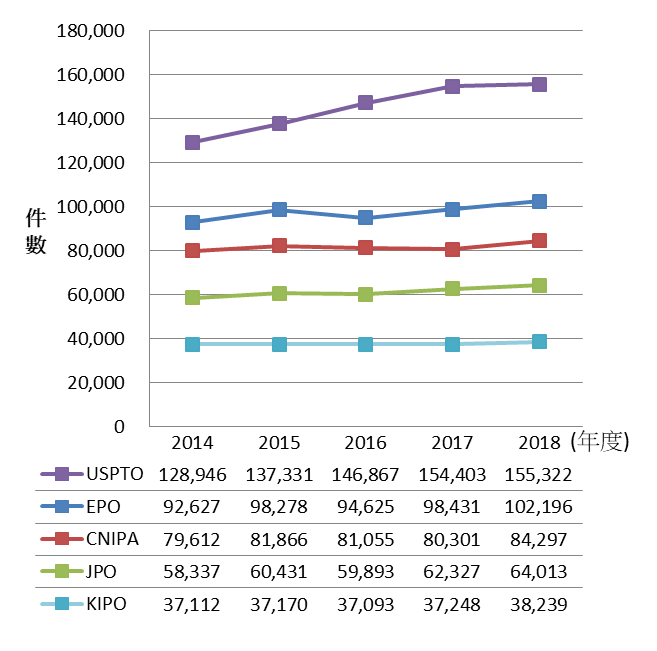 180,000
160,000
140,000
120,000
100,000
80,000
60,000
40,000
20,000
0
件數
2014 2015 2016 2017 2018 (年度)
USPTO 128,946 137,331 146,867 154,403 155,322
EPO 92,627 98,278 94,625 98,431 102,196
CNIPA 79,612 81,866 81,055 80,301 84,297
JPO 58,337 60,431 59,893 62,327 64,013
KIPO 37,112 37,170 37,093 37,248 38,239